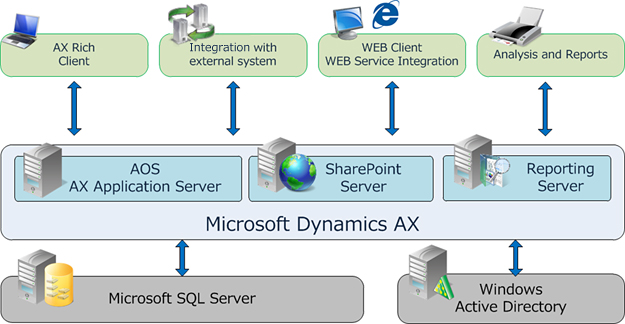 AX Rich
Client
Integration with
external system
WEB Client
WEB Service Integration
Analysis and Reports
AOS
AX Application Server
SharePoint
Server
Reporting
Server
Microsoft Dynamics AX
Microsoft SQL Server
Windows
Active Directory